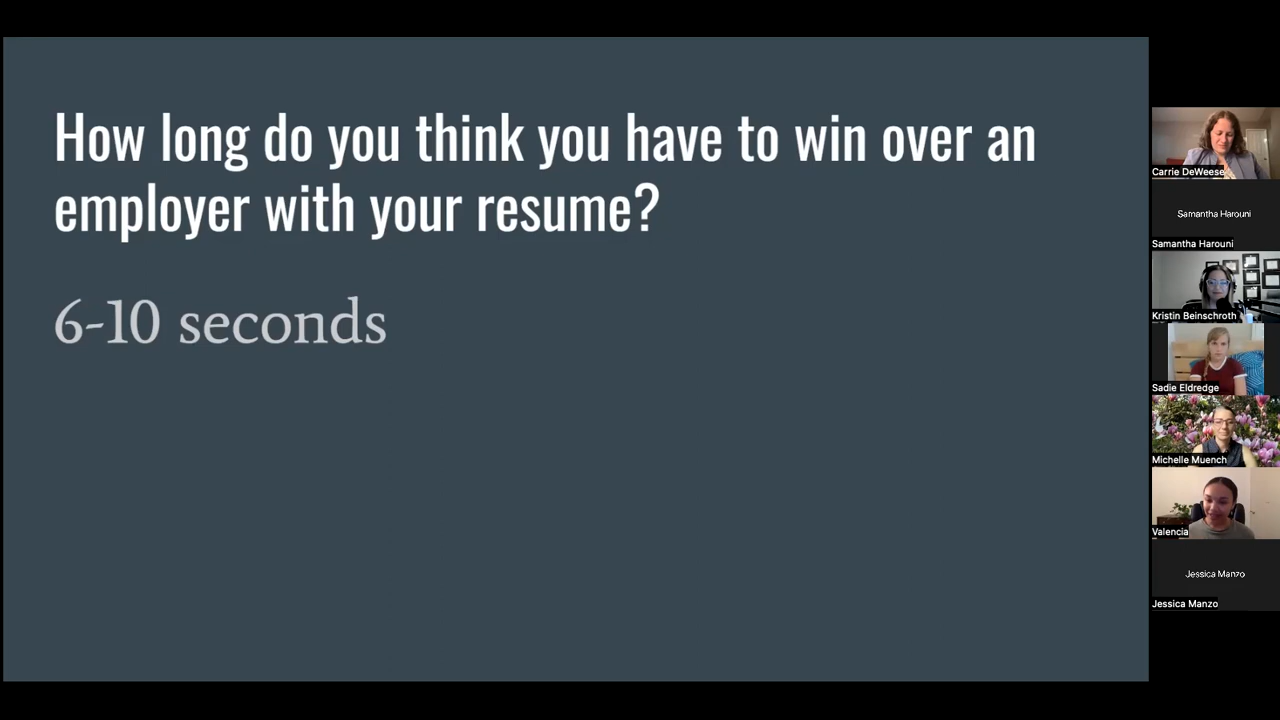 How long do you think you have to win over an
employer with your resume?
6-10 seconds
Carrie DeWeese
Samantha Harouni
Samantha Harouni
Kristin Beinschroth
Sadie Eldredge
Michelle Muench
Valencia
Jessica Manzo
Jessica Manzo